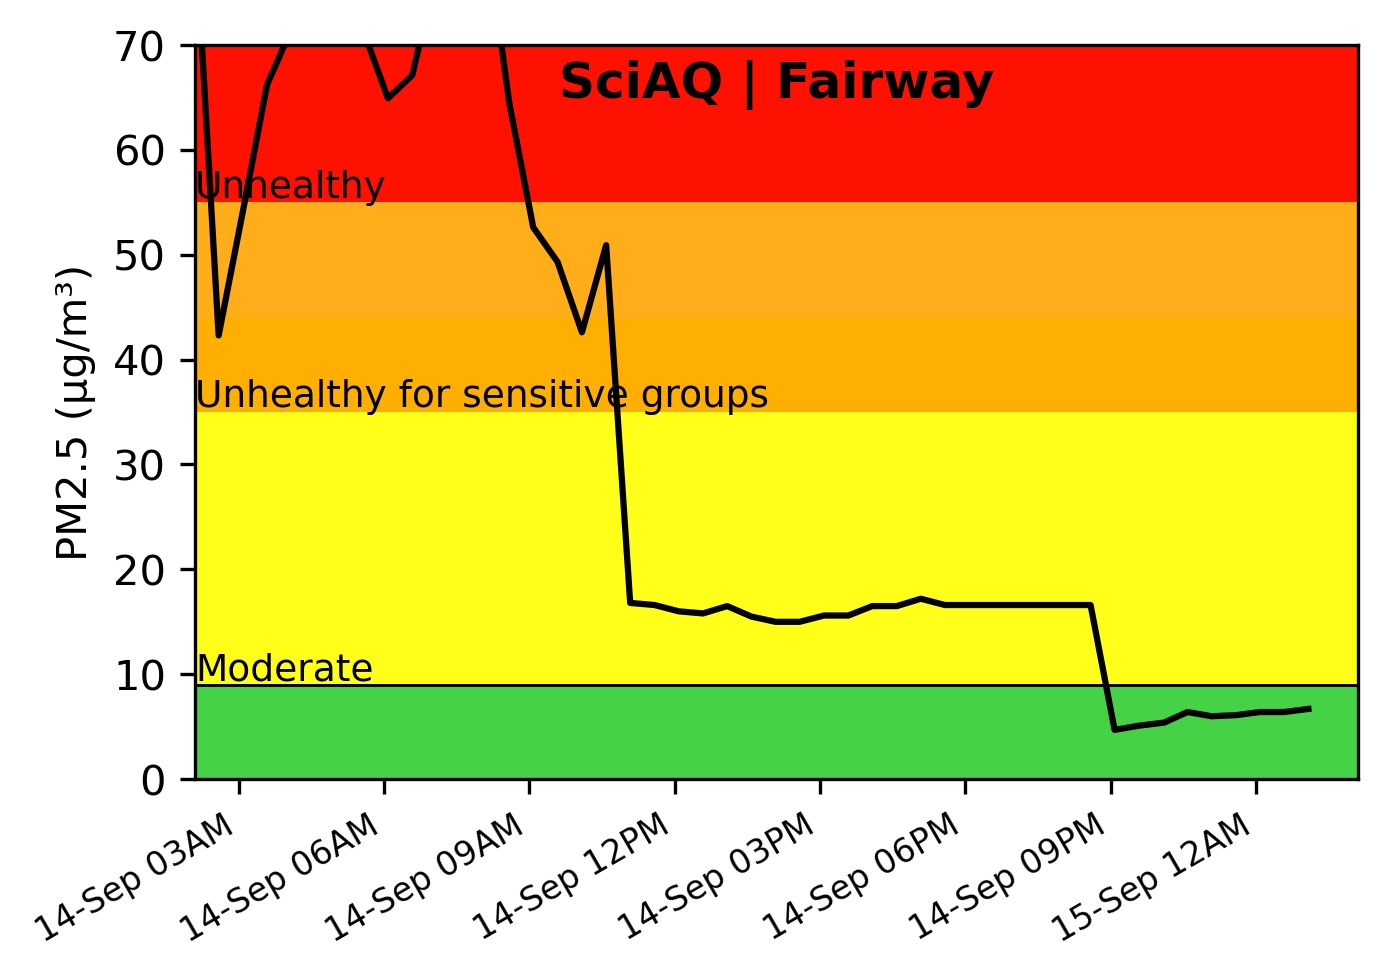 SciAQ | Fairway
PM2.5 (µg/m³)
70
60
50
40
30
20
10
0
Unhealthy
Unhealthy for sensitive groups
Moderate
14-Sep 03AM
14-Sep 06AM
14-Sep 09AM
14-Sep 12PM
14-Sep 03PM
14-Sep 06PM
14-Sep 09PM
15-Sep 12AM